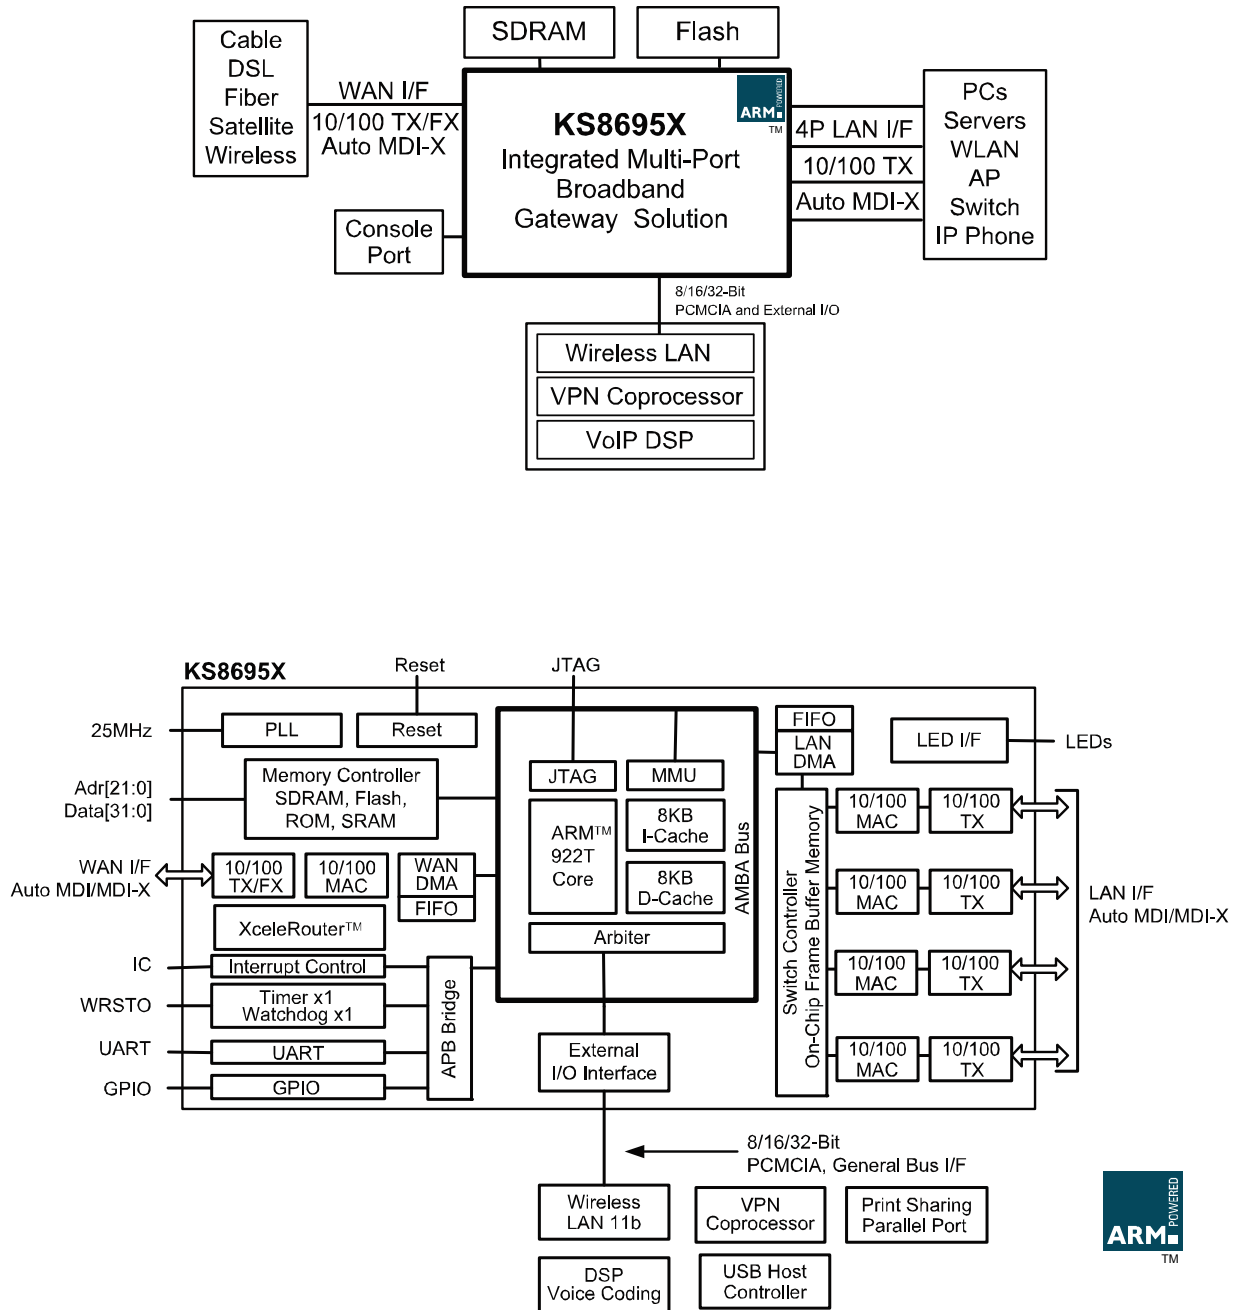 SDRAM
Flash
Cable
DSL
Fiber
Satellite
Wireless
WAN I/F
10/100 TX/FX
Auto MDI-X
KS8695X
Integrated Multi-Port
Broadband
Gateway Solution
ARM POWERED
TM
4P LAN I/F
10/100 TX
Auto MDI-X
PCs
Servers
WLAN
AP
Switch
IP Phone
Console
Port
8/16/32-Bit
PCMCIA and External I/O
Wireless LAN
VPN Coprocessor
VoIP DSP
KS8695X
Reset
JTAG
25MHz
PLL
Reset
Adr[21:0]
Data[31:0]
Memory Controller
SDRAM, Flash,
ROM, SRAM
WAN I/F
Auto MDI/MDI-X
10/100
TX/FX
10/100
MAC
WAN
DMA
FIFO
XceleRouter™
IC
Interrupt Control
WRSTO
Timer x1
Watchdog x1
UART
UART
GPIO
GPIO
APB Bridge
JTAG
MMU
ARM™
922T
Core
8KB
I-Cache
8KB
D-Cache
Arbiter
AMBA Bus
External
I/O Interface
FIFO
LAN
DMA
LED I/F
LEDs
Switch Controller
On-Chip Frame Buffer Memory
10/100
MAC
10/100
TX
10/100
MAC
10/100
TX
10/100
MAC
10/100
TX
10/100
MAC
10/100
TX
LAN I/F
Auto MDI/MDI-X
8/16/32-Bit
PCMCIA, General Bus I/F
Wireless
LAN 11b
VPN
Coprocessor
Print Sharing
Parallel Port
DSP
Voice Coding
USB Host
Controller
ARM POWERED
TM